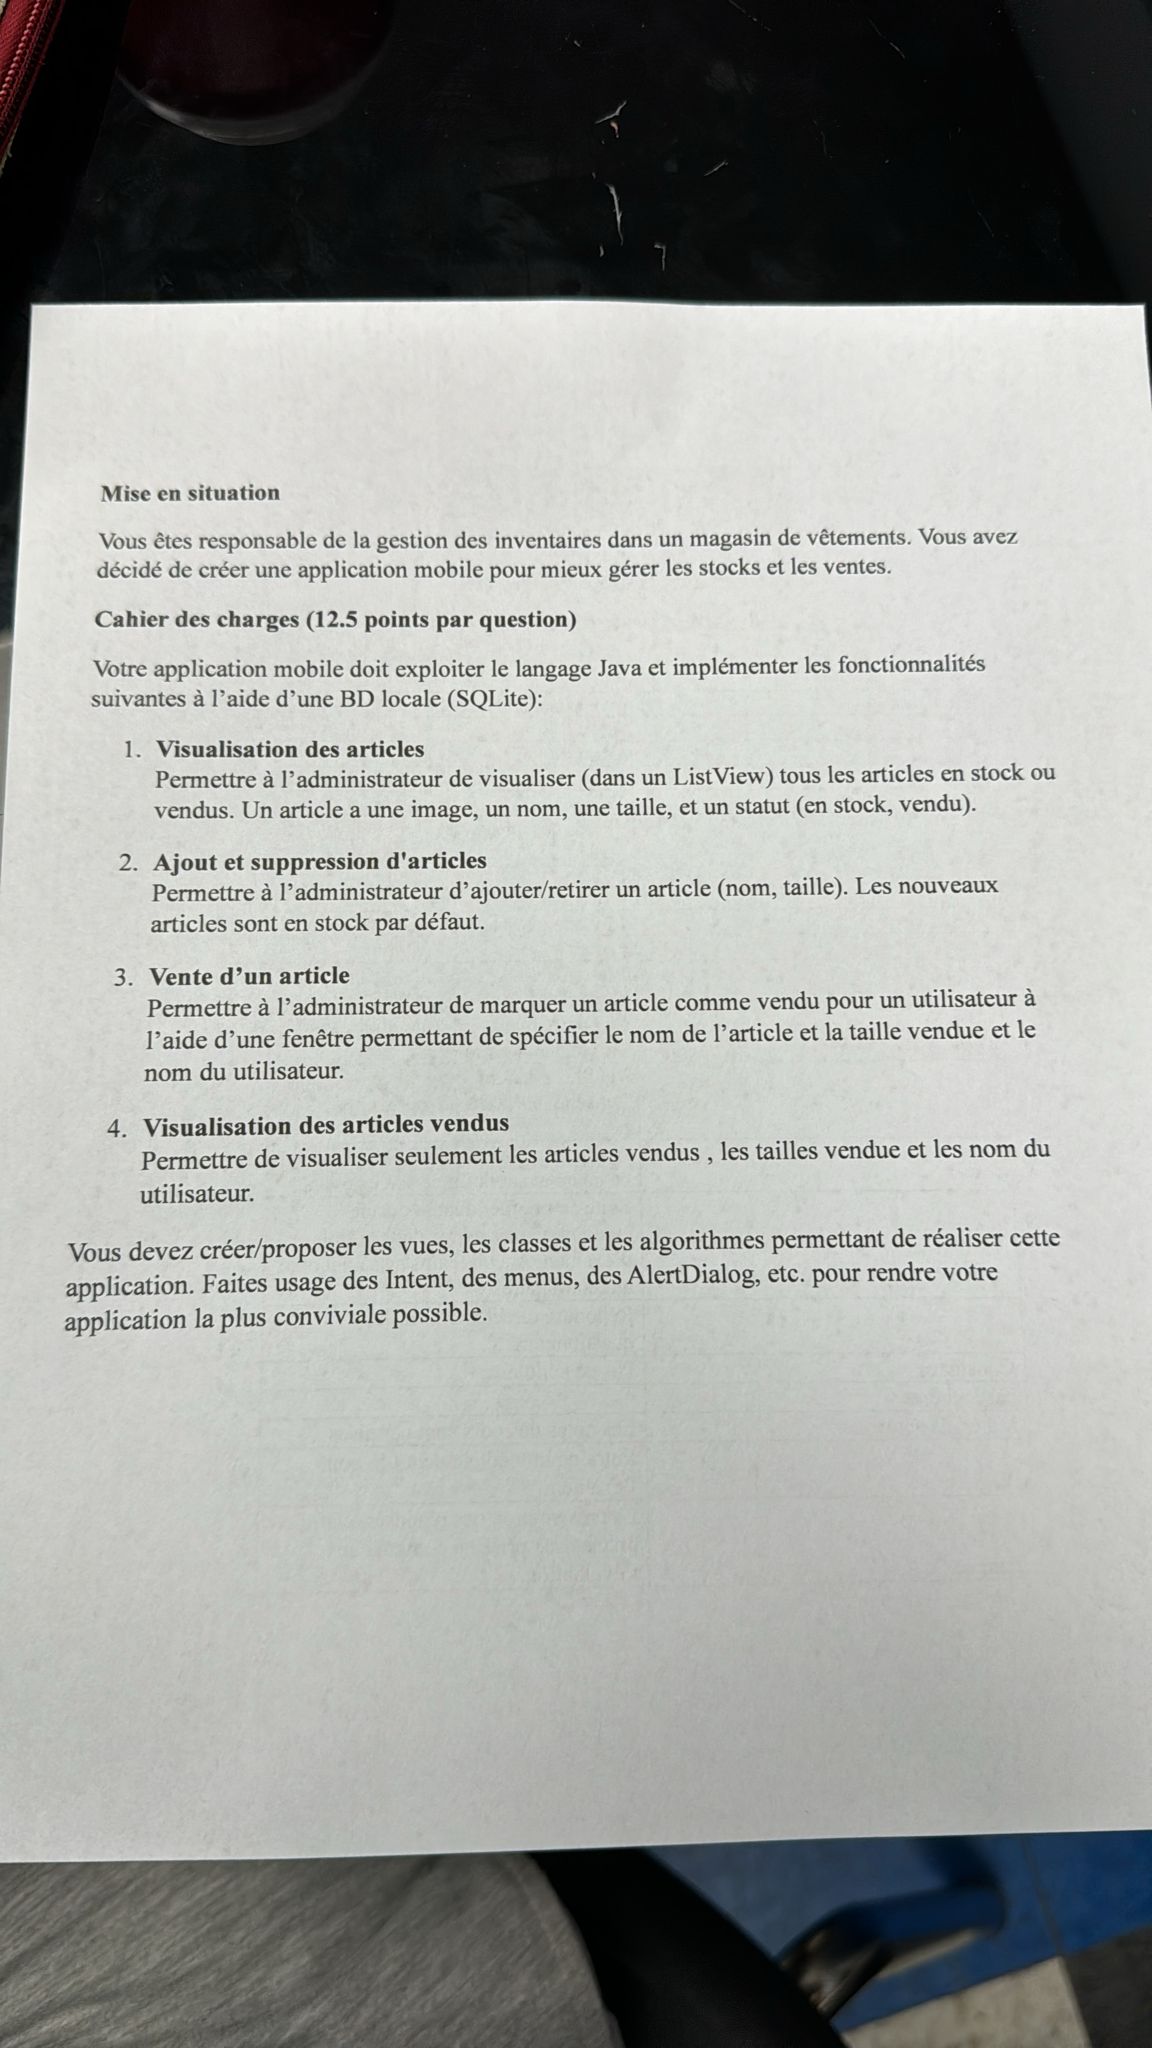 Mise en situation
Vous êtes responsable de la gestion des inventaires dans un magasin de vêtements. Vous avez
décidé de créer une application mobile pour mieux gérer les stocks et les ventes.
Cahier des charges (12.5 points par question)
Votre application mobile doit exploiter le langage Java et implémenter les fonctionnalités
suivantes à l’aide d’une BD locale (SQLite):
1. Visualisation des articles
Permettre à l’administrateur de visualiser (dans un ListView) tous les articles en stock ou
vendus. Un article a une image, un nom, une taille, et un statut (en stock, vendu).
2. Ajout et suppression d'articles
Permettre à l’administrateur d’ajouter/retirer un article (nom, taille). Les nouveaux
articles sont en stock par défaut.
3. Vente d’un article
Permettre à l’administrateur de marquer un article comme vendu pour un utilisateur à
l’aide d’une fenêtre permettant de spécifier le nom de l’article et la taille vendue et le
nom du utilisateur.
4. Visualisation des articles vendus
Permettre de visualiser seulement les articles vendus , les tailles vendue et les nom du
utilisateur.
Vous devez créer/proposer les vues, les classes et les algorithmes permettant de réaliser cette
application. Faites usage des Intent, des menus, des AlertDialog, etc. pour rendre votre
application la plus conviviale possible.